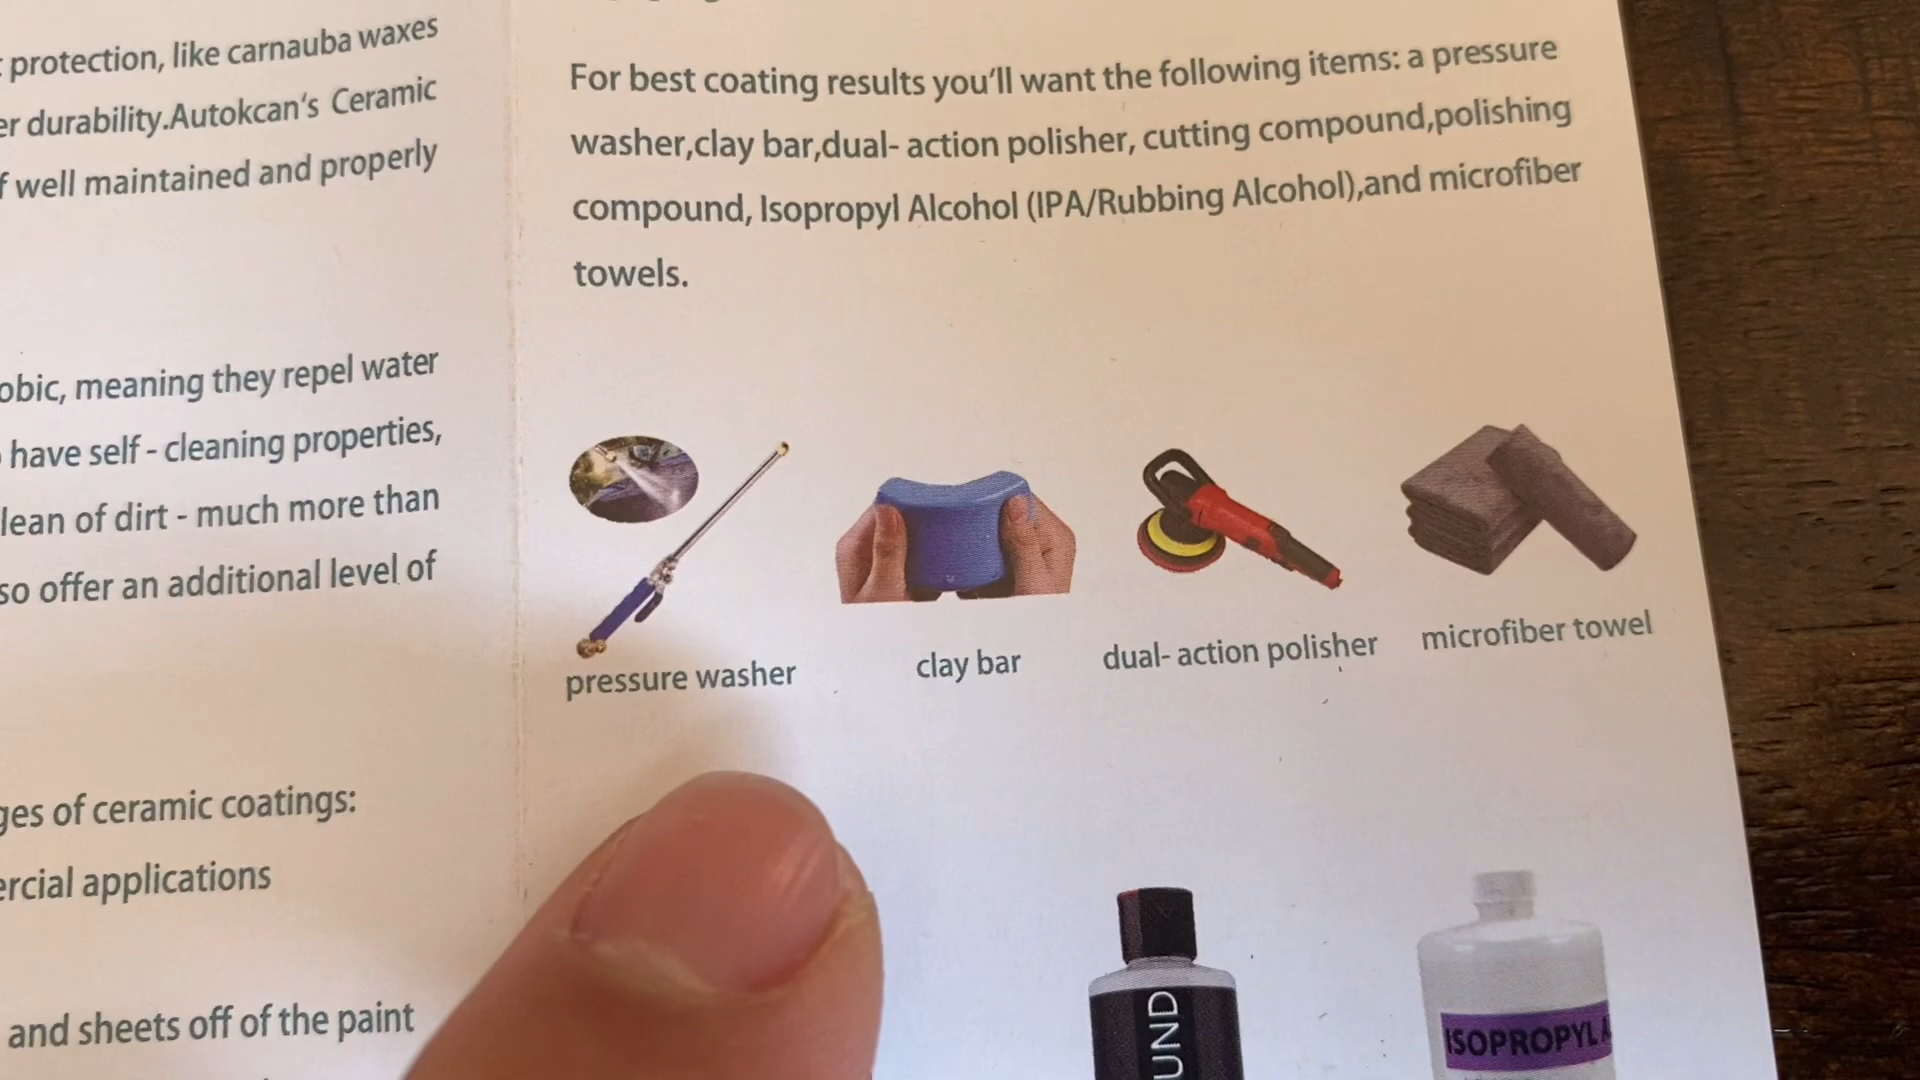 protection, like carnauba waxes
er durability.Autokcan's Ceramic
f well maintained and properly
obic, meaning they repel water
have self - cleaning properties,
lean of dirt - much more than
so offer an additional level of
ges of ceramic coatings:
ercial applications
and sheets off of the paint
For best coating results you'll want the following items: a pressure
washer,clay bar,dual- action polisher, cutting compound,polishing
compound, Isopropyl Alcohol (IPA/Rubbing Alcohol),and microfiber
towels.
pressure washer
clay bar
dual- action polisher
microfiber towel
UND
ISOPROPYL A